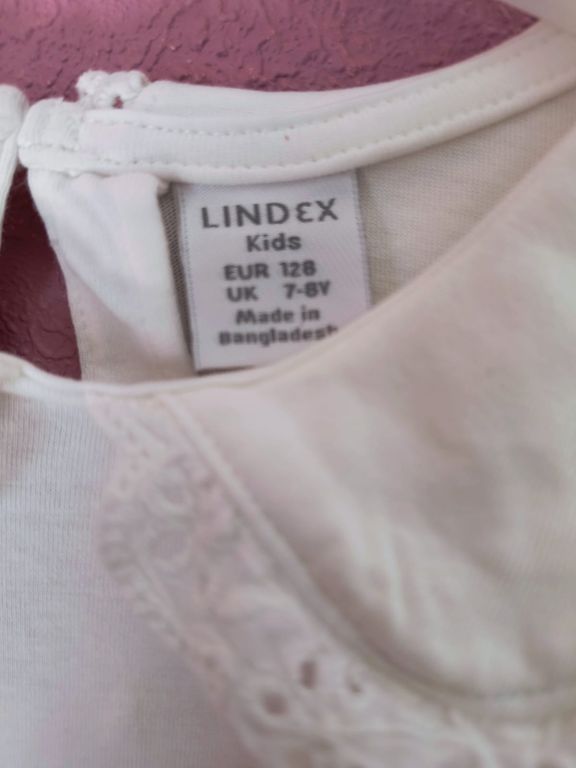 LINDEX
Kids
EUR 128
UK 7-8Y
Made in
Bangladesh